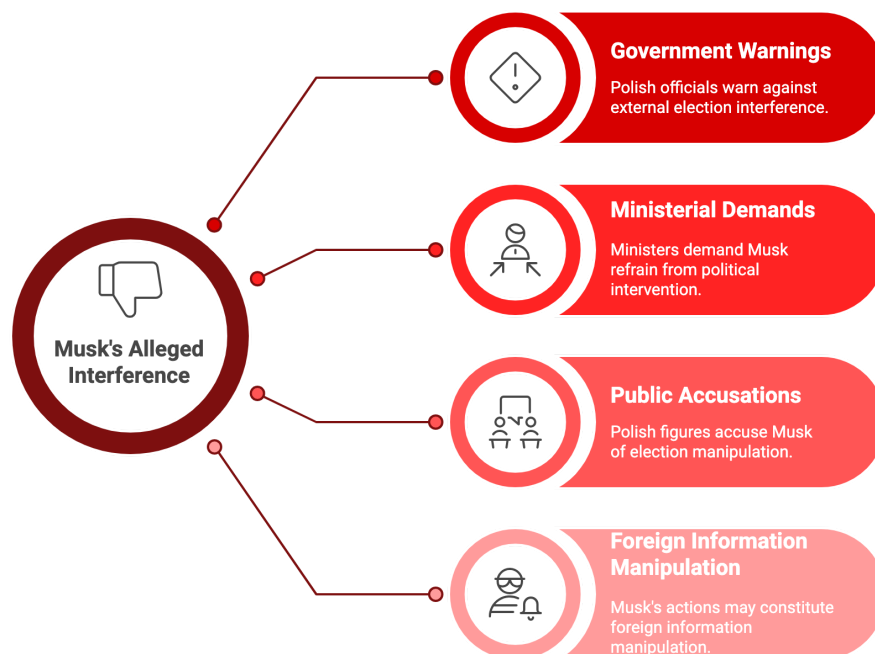 Government Warnings
Polish officials warn against
external election interference.
Ministerial Demands
Ministers demand Musk
refrain from political
intervention.
Musk's Alleged
Interference
Public Accusations
Polish figures accuse Musk
of election manipulation.
Foreign Information
Manipulation
Musk's actions may constitute
foreign information
manipulation.